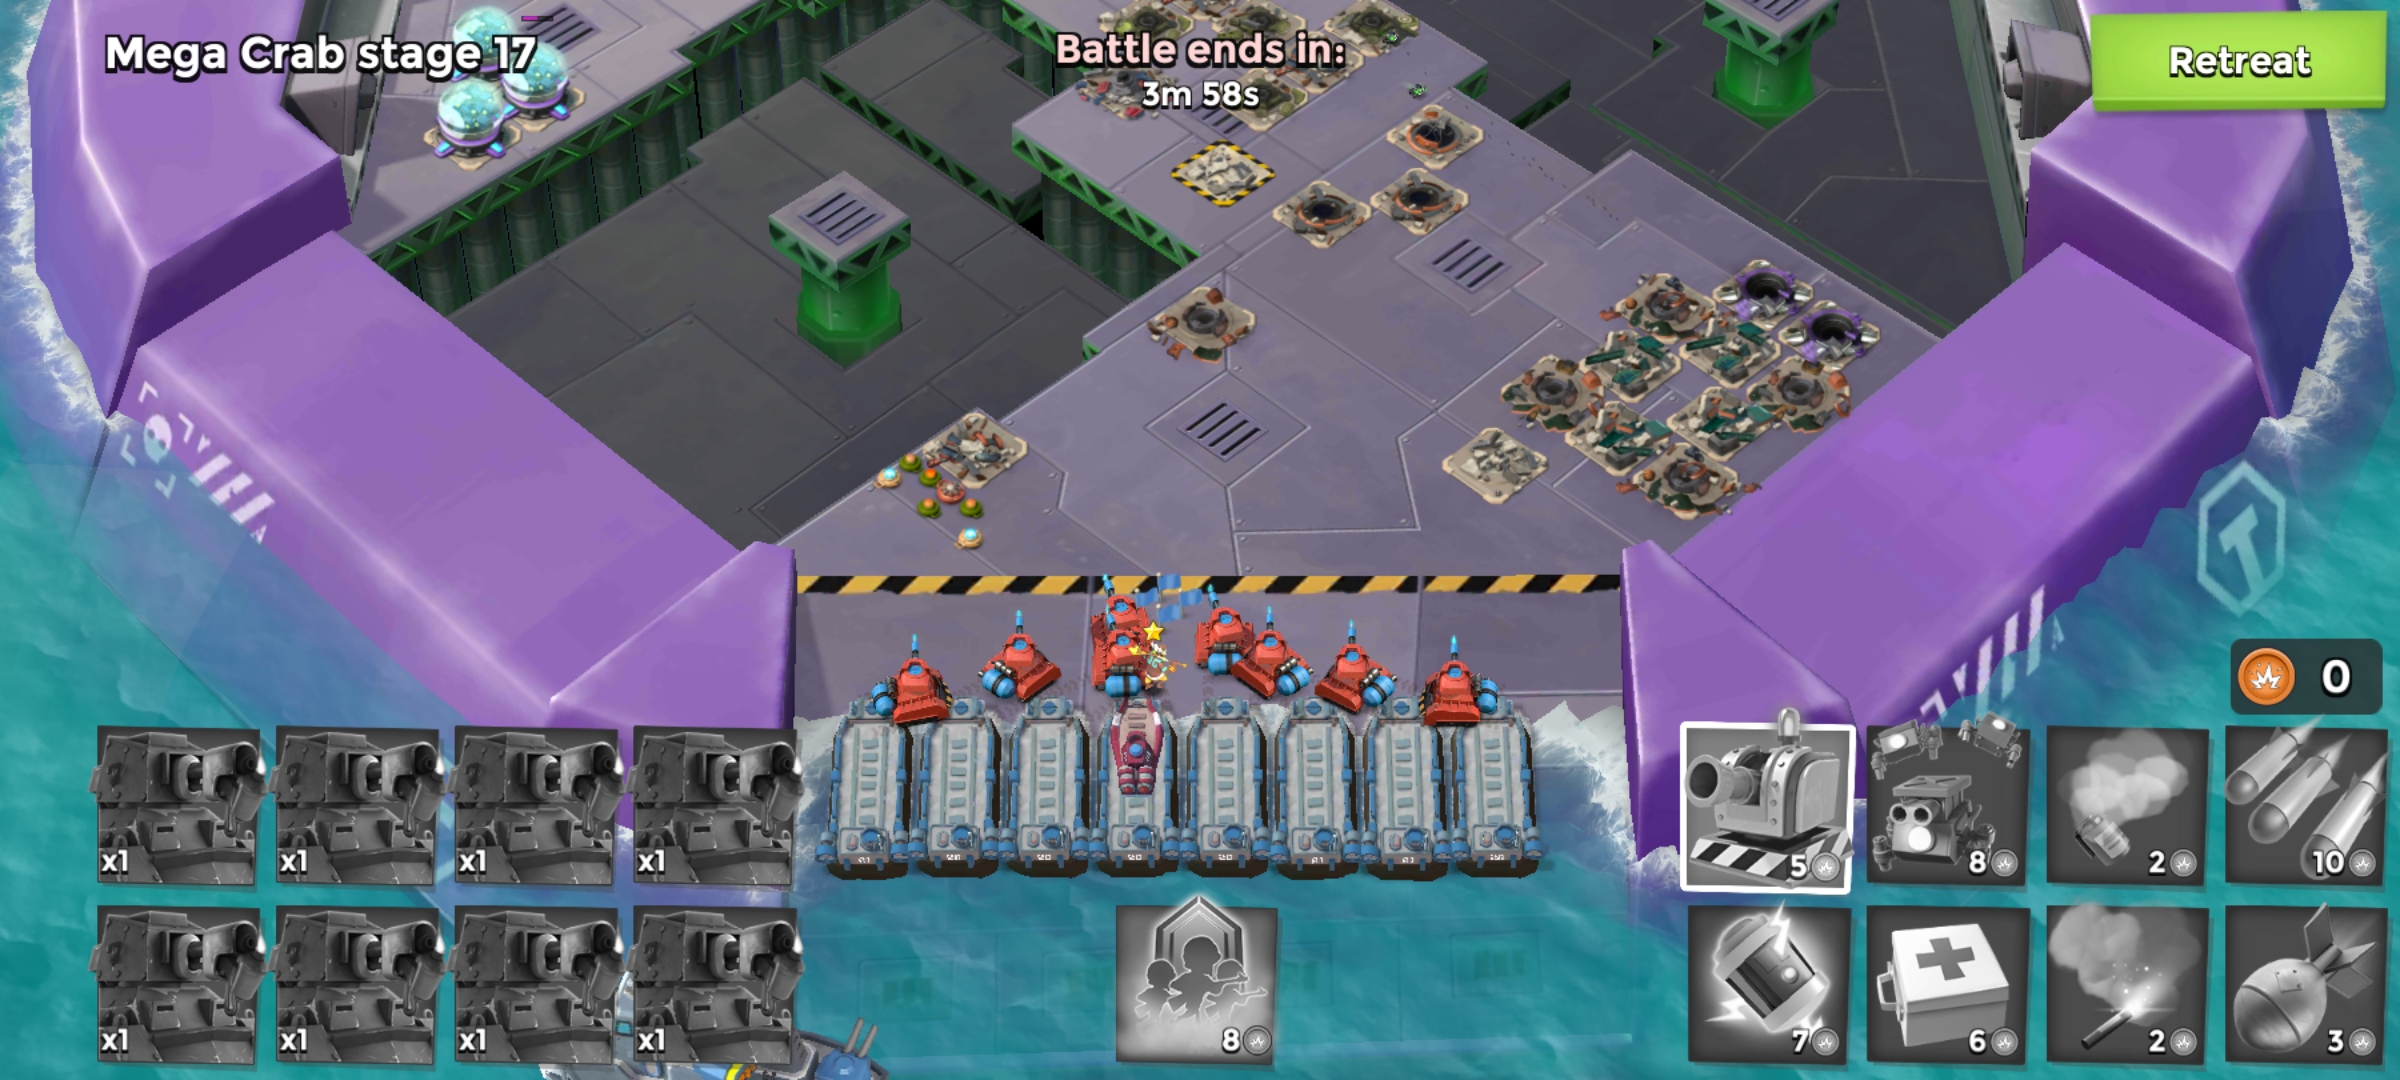 Mega Crab stage 17
Battle ends in:
3m 58s
Retreat
0
x1
x1
x1
x1
5
8
2
10
x1
x1
x1
x1
8
7
6
2
3